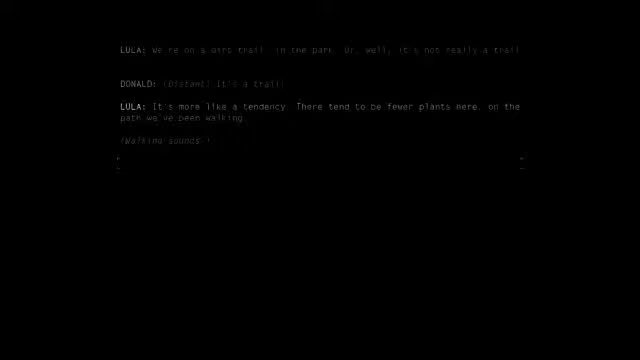 LULA: We're on a dirt trail, in the park. Or, well, it's not really a trail
DONALD: (Distant) It's a trail!
LULA: It's more like a tendency. There tend to be fewer plants here, on the
path we've been walking.
(Walking sounds.)